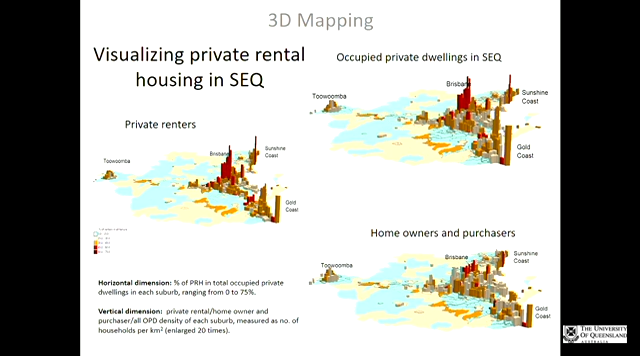 3D Mapping
Visualizing private rental
housing in SEQ
Private renters
Toowoomba
Brisbane
Sunshine
Coast
Gold
Coast
Horizontal dimension: % of PRH in total occupied private
dwellings in each suburb, ranging from 0 to 75%.
Vertical dimension: private rental/home owner and
purchaser/all OPD density of each suburb, measured as no. of
households per km² (enlarged 20 times).
Occupied private dwellings in SEQ
Toowoomba
Brisbane
Sunshine
Coast
Gold
Coast
Home owners and purchasers
Toowoomba
Brisbane
Sunshine
Coast
Gold
Coast
THE UNIVERSITY
OF QUEENSLAND
AUSTRALIA